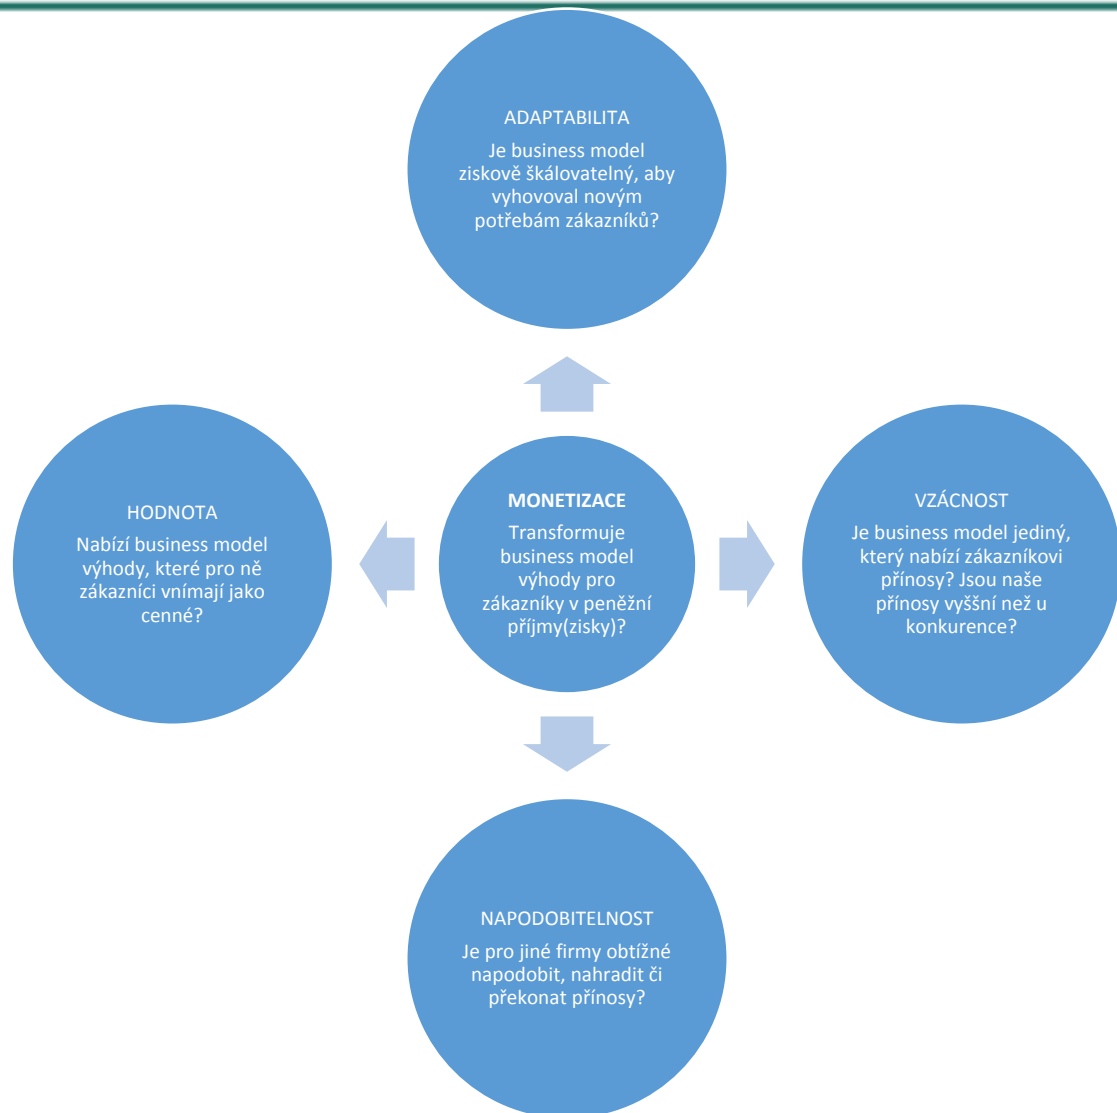 ADAPTABILITA
Je business model
ziskově škálovatelný, aby
vyhovoval novým
potřebám zákazníků?
HODNOTA
Nabízí business model
výhody, které pro ně
zákazníci vnímají jako
cenné?
MONETIZACE
Transformuje
business model
výhody pro
zákazníky v peněžní
příjmy(zisky)?
VZÁCNOST
Je business model jediný,
který nabízí zákazníkovi
přínosy? Jsou naše
přínosy vyššní než u
konkurence?
NAPODOBITELNOST
Je pro jiné firmy obtížné
napodobit, nahradit či
překonat přínosy?